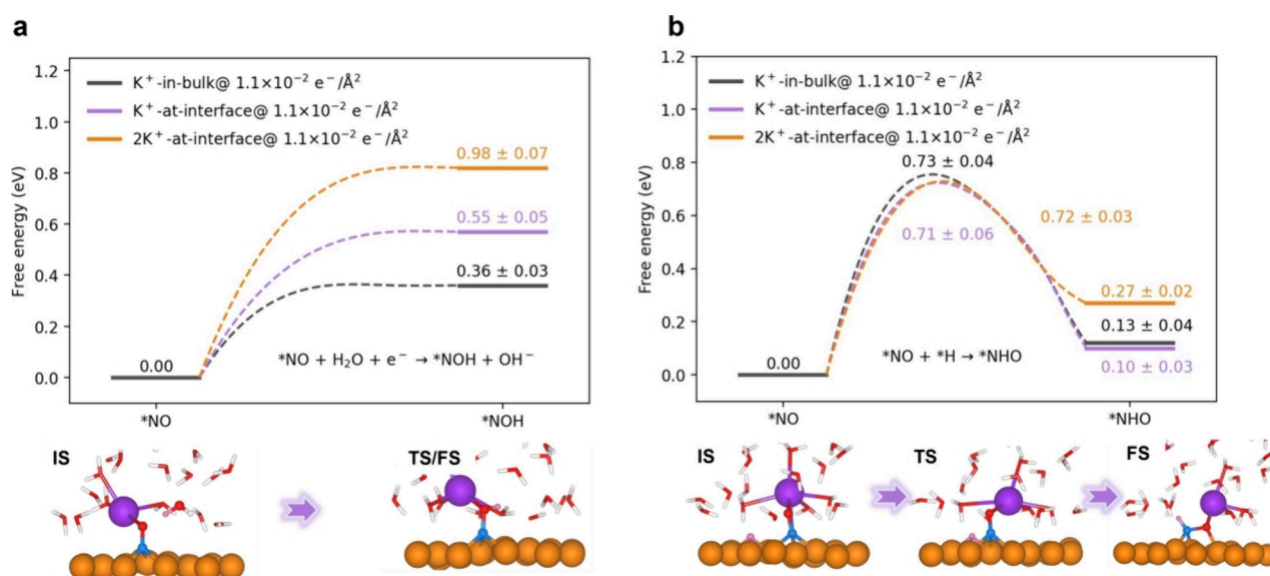 a
K⁺-in-bulk@ 1.1×10⁻² e⁻/Å²
K⁺-at-interface@ 1.1×10⁻² e⁻/Å²
2K⁺-at-interface@ 1.1×10⁻² e⁻/Å²
Free energy (eV)
1.2
1.0
0.8
0.6
0.4
0.2
0.0
0.98 ± 0.07
0.55 ± 0.05
0.36 ± 0.03
0.00
*NO + H₂O + e⁻ → *NOH + OH⁻
*NO
*NOH
IS
TS/FS
b
K⁺-in-bulk@ 1.1×10⁻² e⁻/Å²
K⁺-at-interface@ 1.1×10⁻² e⁻/Å²
2K⁺-at-interface@ 1.1×10⁻² e⁻/Å²
Free energy (eV)
1.2
1.0
0.8
0.6
0.4
0.2
0.0
0.73 ± 0.04
0.72 ± 0.03
0.71 ± 0.06
0.27 ± 0.02
0.13 ± 0.04
0.10 ± 0.03
0.00
*NO + *H → *NHO
*NO
*NHO
IS
TS
FS